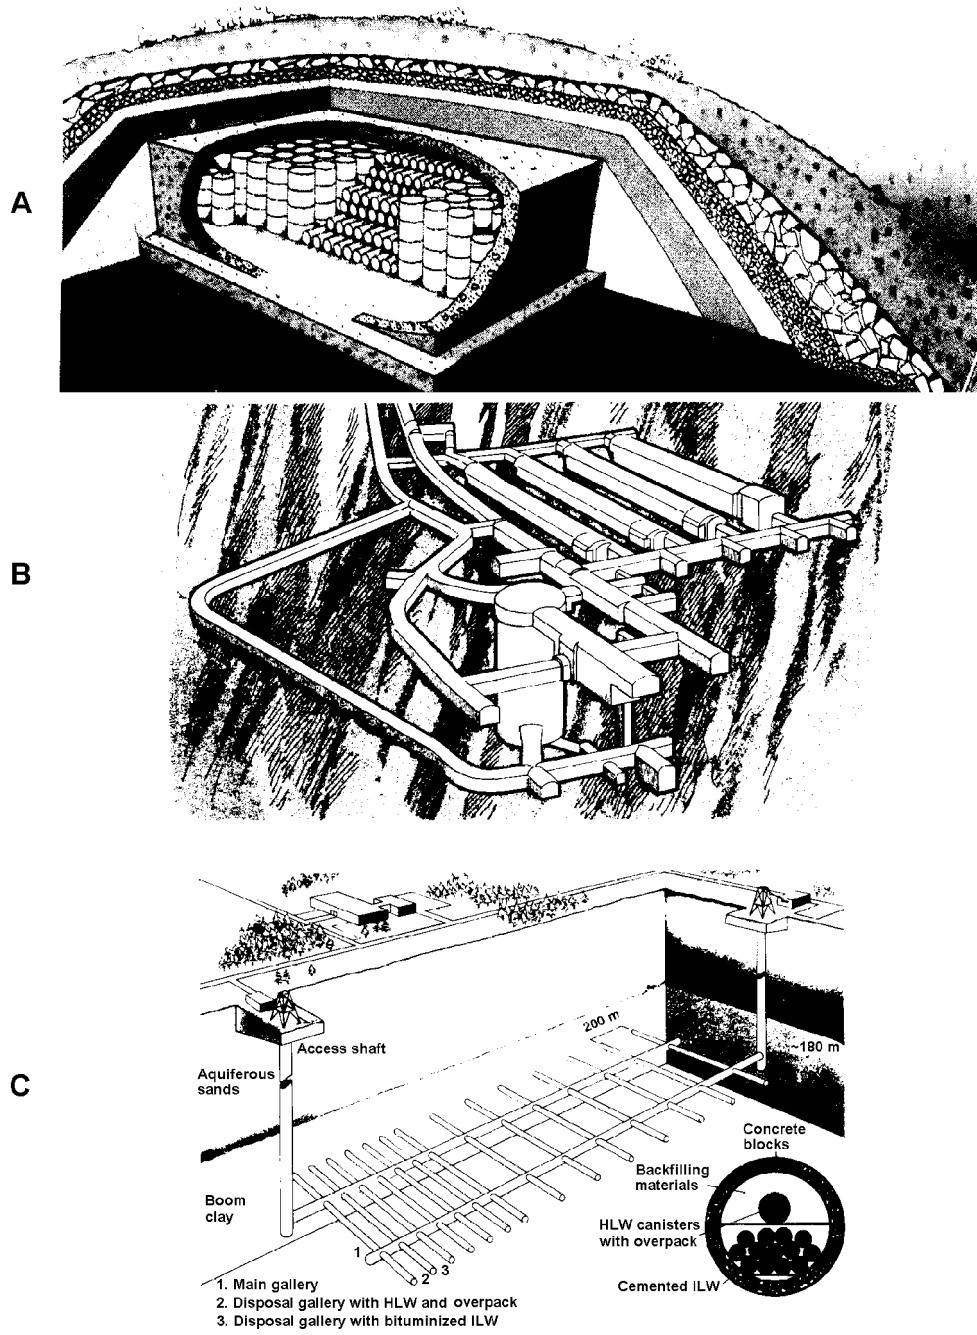 A
B
C
200 m
~180 m
Access shaft
Aquiferous
sands
Boom
clay
Concrete
blocks
Backfilling
materials
HLW canisters
with overpack
Cemented ILW
1
2
3
1. Main gallery
2. Disposal gallery with HLW and overpack
3. Disposal gallery with bituminized ILW